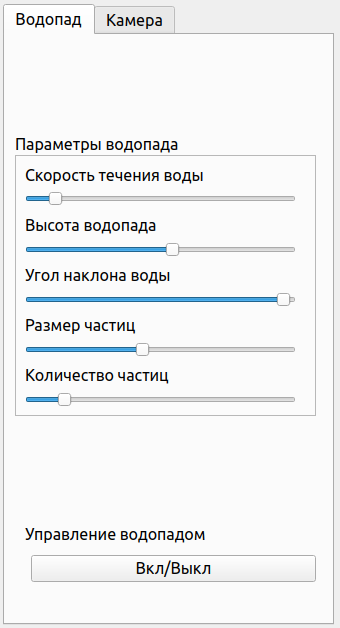 Водопад
Камера
Параметры водопада
Скорость течения воды
Высота водопада
Угол наклона воды
Размер частиц
Количество частиц
Управление водопадом
Вкл/Выкл